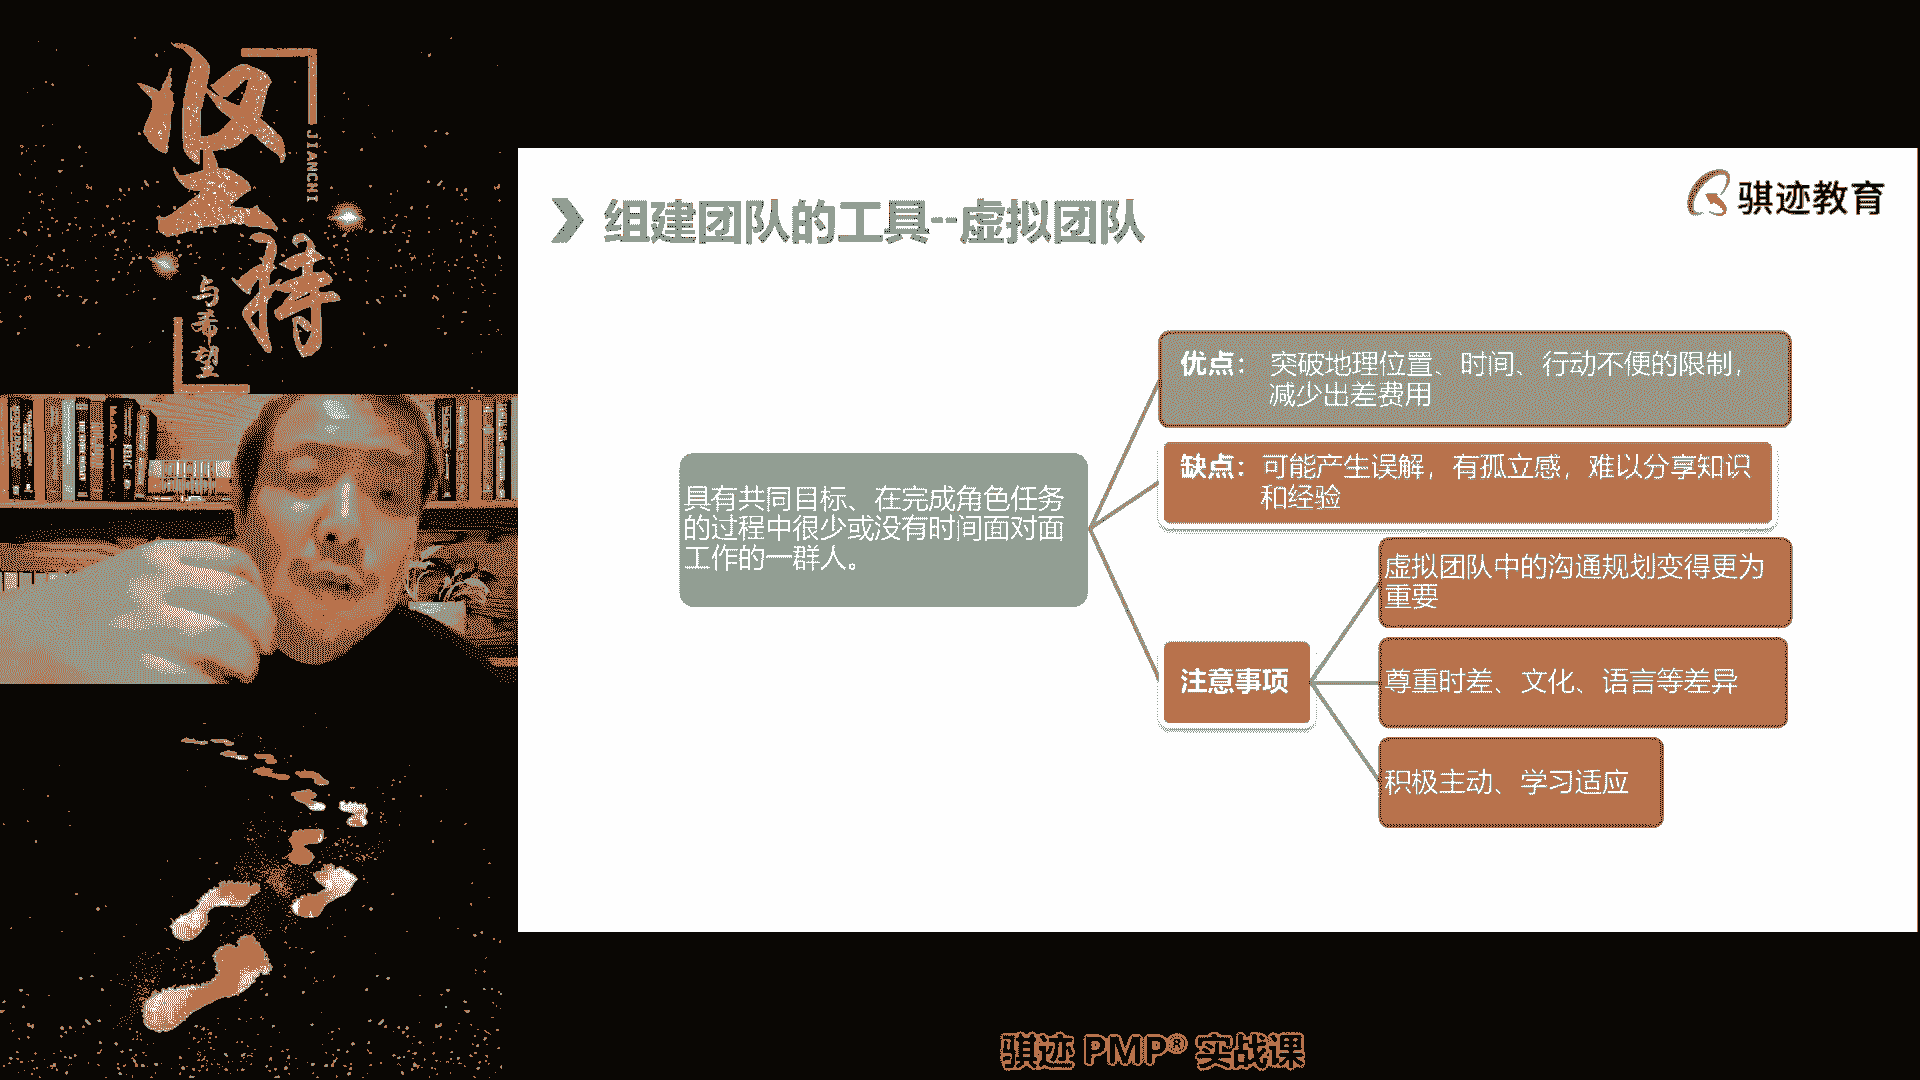 坚持
JIANCHI
与希望
骐迹教育
组建团队的工具--虚拟团队
具有共同目标、在完成角色任务
的过程中很少或没有时间面对面
工作的一群人。
优点： 突破地理位置、时间、行动不便的限制，
减少出差费用
缺点：可能产生误解，有孤立感，难以分享知识
和经验
注意事项
虚拟团队中的沟通规划变得更为
重要
尊重时差、文化、语言等差异
积极主动、学习适应
骐迹 PMP® 实战课